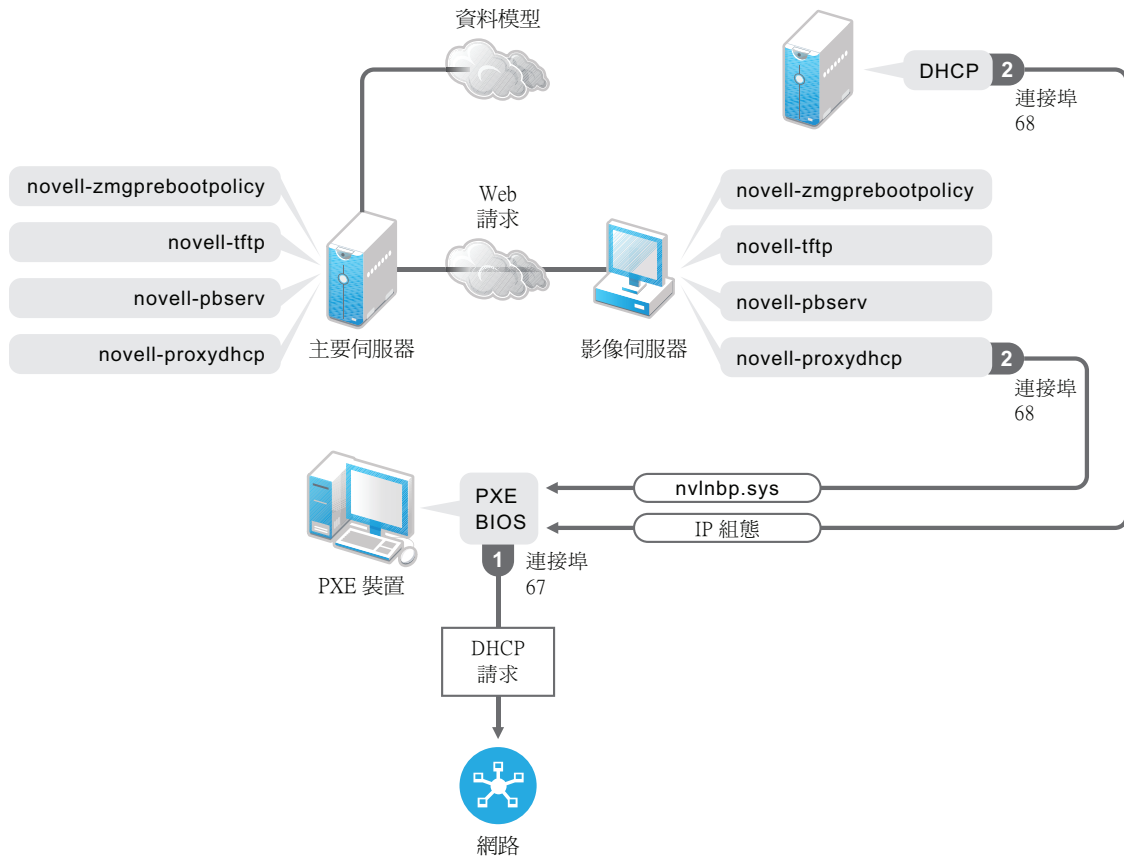 資料模型
DHCP
2
連接埠
68
novell-zmgprebootpolicy
novell-tftp
novell-pbserv
novell-proxydhcp
主要伺服器
Web
請求
影像伺服器
novell-zmgprebootpolicy
novell-tftp
novell-pbserv
novell-proxydhcp
2
連接埠
68
nvlnbp.sys
IP 組態
PXE
BIOS
1
連接埠
67
PXE 裝置
DHCP
請求
網路